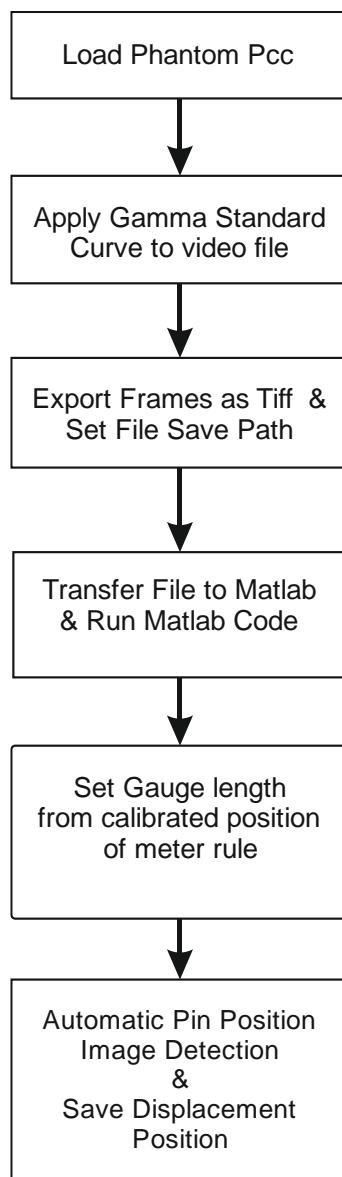 Load Phantom Pcc
Apply Gamma Standard
Curve to video file
Export Frames as Tiff &
Set File Save Path
Transfer File to Matlab
& Run Matlab Code
Set Gauge length
from calibrated position
of meter rule
Automatic Pin Position
Image Detection
&
Save Displacement
Position